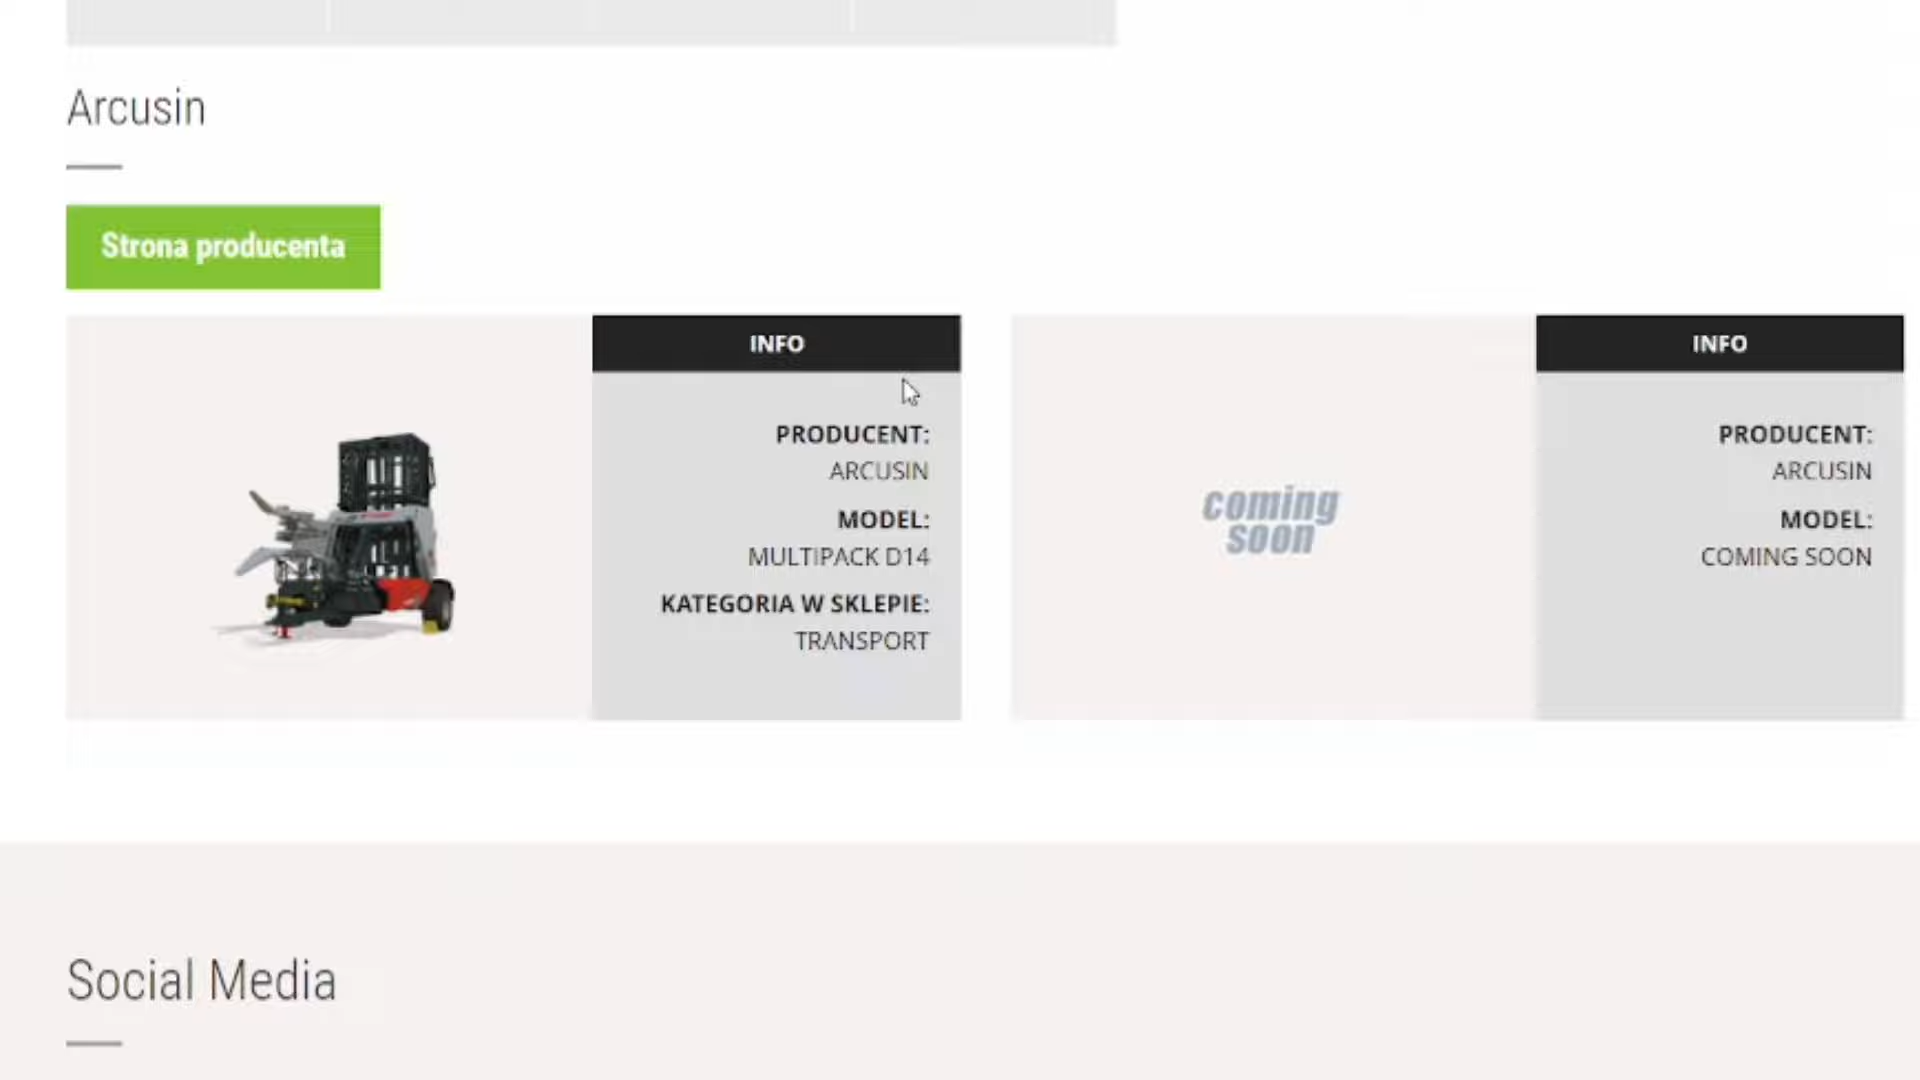 Arcusin
Strona producenta
INFO
PRODUCENT:
ARCUSIN
MODEL:
MULTIPACK D14
KATEGORIA W SKLEPIE:
TRANSPORT
coming
soon
INFO
PRODUCENT:
ARCUSIN
MODEL:
COMING SOON
Social Media